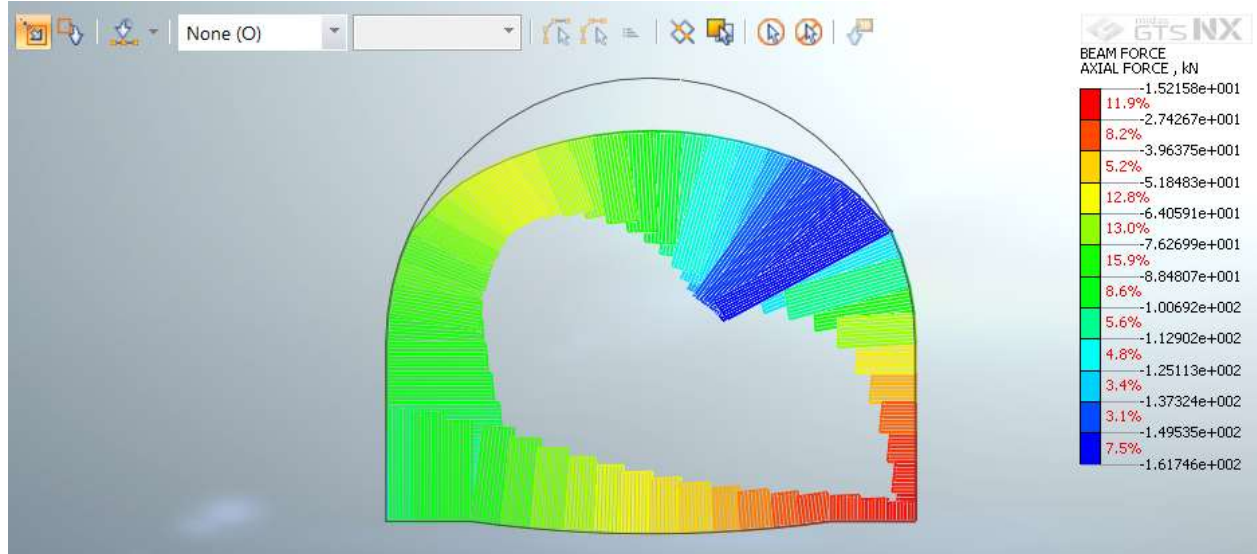 None (O)
midas
GTS NX
BEAM FORCE
AXIAL FORCE , kN
-1.52158e+001
11.9%
-2.74267e+001
8.2%
-3.96375e+001
5.2%
-5.18483e+001
12.8%
-6.40591e+001
13.0%
-7.62699e+001
15.9%
-8.84807e+001
8.6%
-1.00692e+002
5.6%
-1.12902e+002
4.8%
-1.25113e+002
3.4%
-1.37324e+002
3.1%
-1.49535e+002
7.5%
-1.61746e+002